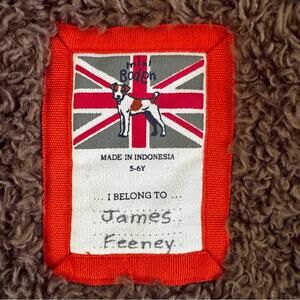 mini
Boden
MADE IN INDONESIA
5-6Y
... I BELONG TO ...
James
Feeney